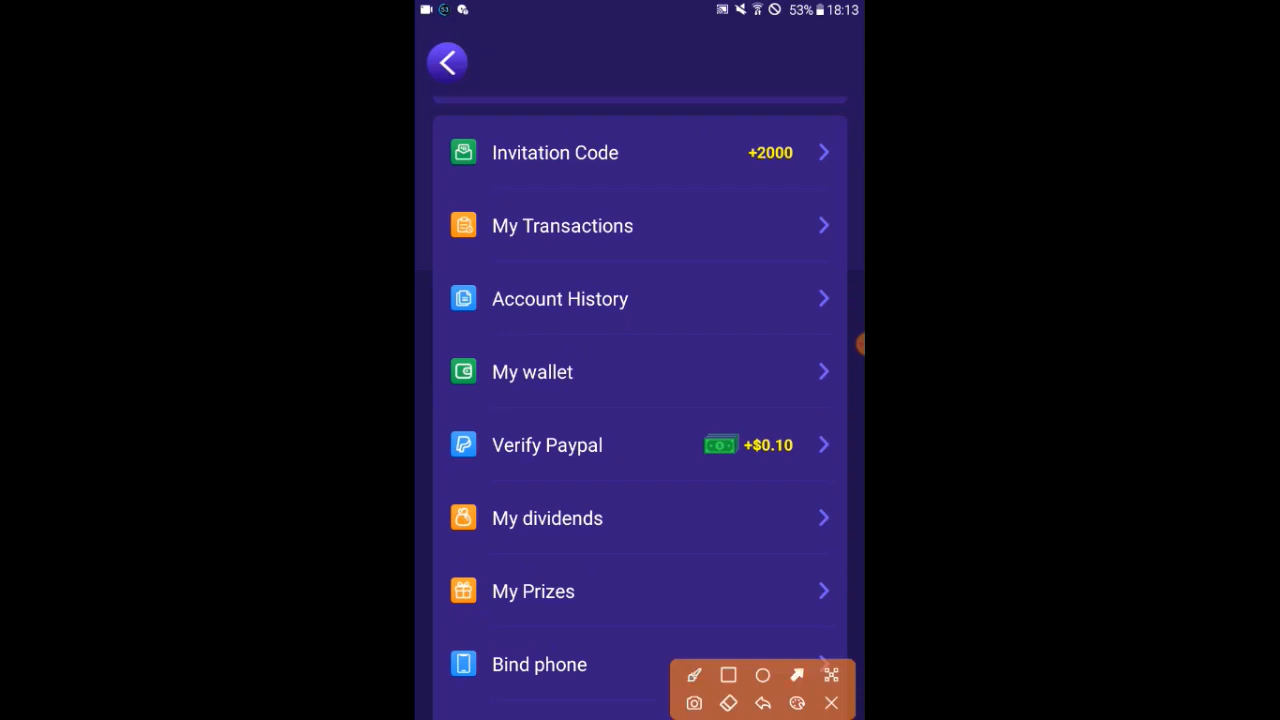 53% 18:13
Invitation Code +2000
My Transactions
Account History
My wallet
Verify Paypal +$0.10
My dividends
My Prizes
Bind phone